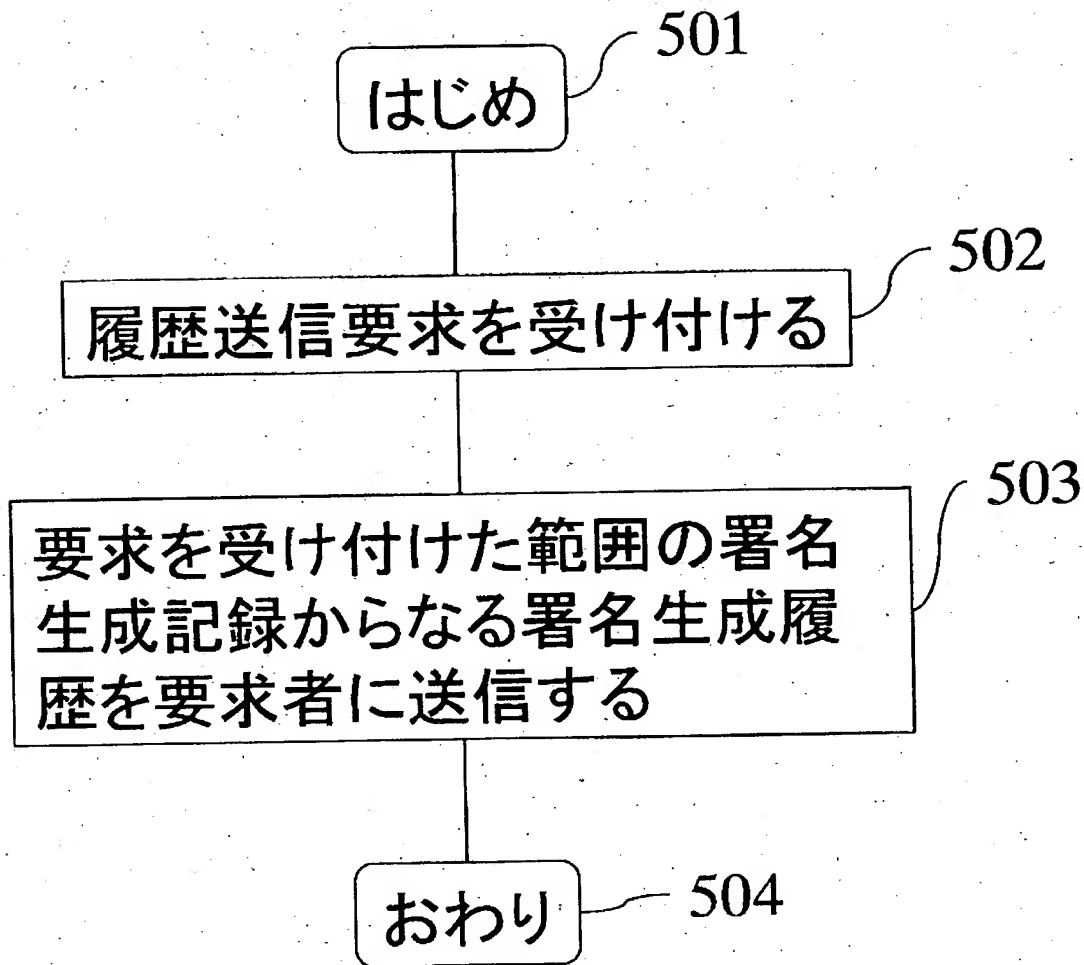 501
はじめ
502
履歴送信要求を受け付ける
503
要求を受け付けた範囲の署名
生成記録からなる署名生成履
歴を要求者に送信する
504
おわり